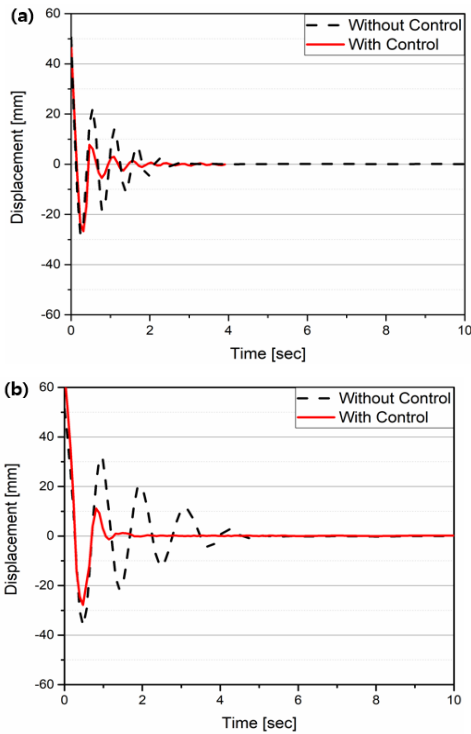 (a)
60
40
20
0
-20
-40
-60
Displacement [mm]
Without Control
With Control
0 2 4 6 8 10
Time [sec]
(b)
60
40
20
0
-20
-40
-60
Displacement [mm]
Without Control
With Control
0 2 4 6 8 10
Time [sec]